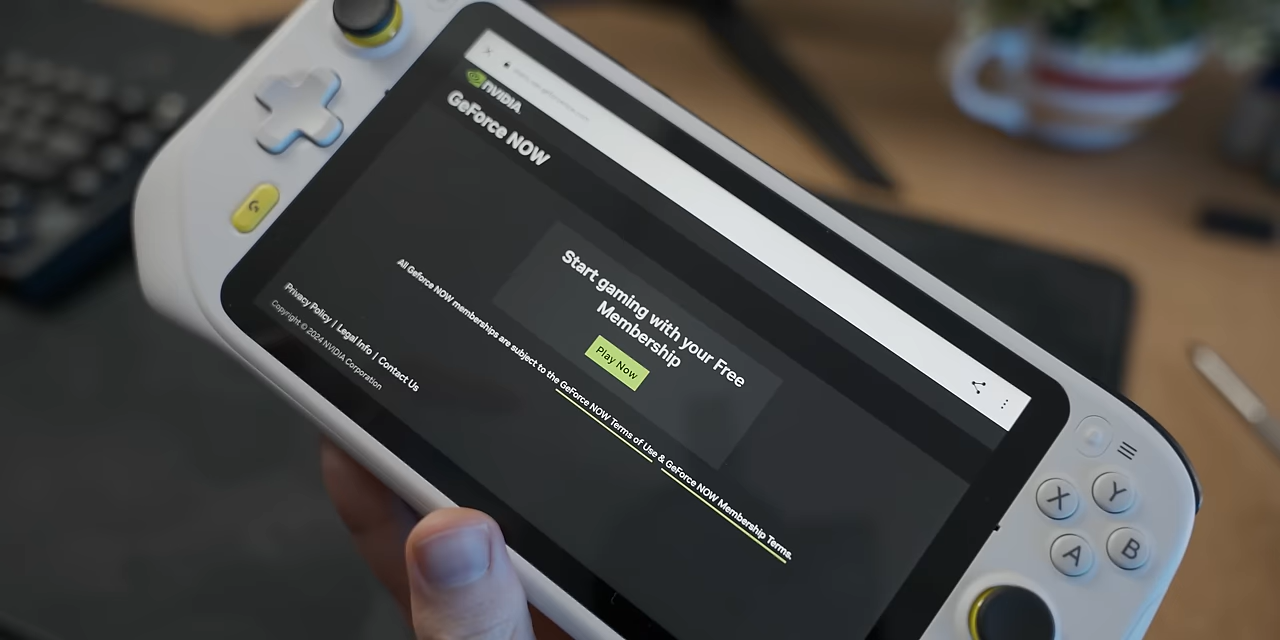 NVIDIA.
GeForce NOW
Start gaming with your Free
Membership
Play Now
All Geforce NOW memberships are subject to the GeForce NOW Terms of Use & GeForce NOW Membership Terms.
Privacy Policy | Legal Info | Contact Us
Copyright © 2024 NVIDIA Corporation
G
X
Y
A
B